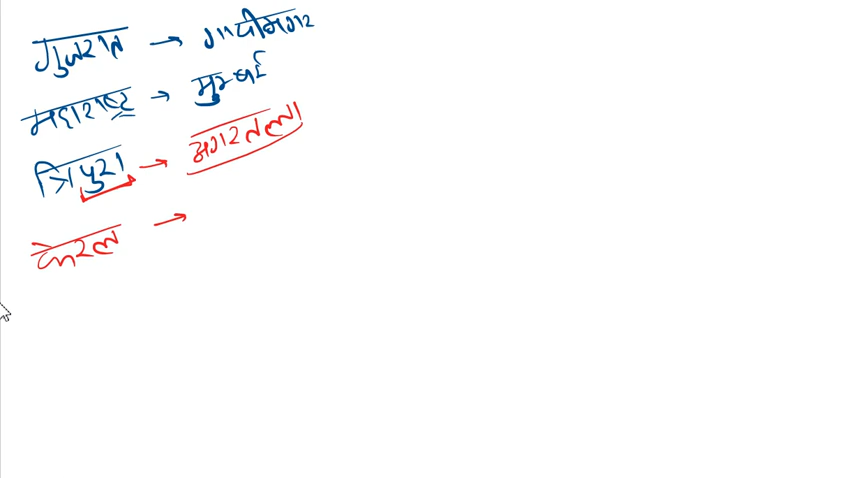 गुजरात → गांधीनगर
महाराष्ट्र → मुम्बई
त्रिपुरा → अगरतला
केरल →